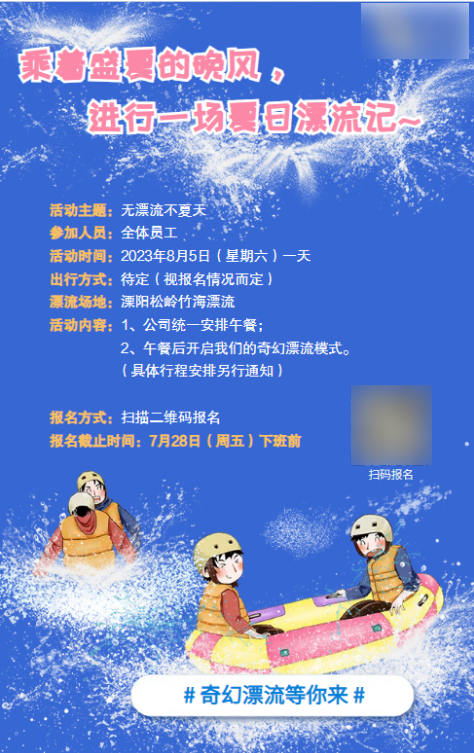 乘着盛夏的晚风，
进行一场夏日漂流记~
活动主题：无漂流不夏天
参加人员：全体员工
活动时间：2023年8月5日（星期六）一天
出行方式：待定（视报名情况而定）
漂流场地：溧阳松岭竹海漂流
活动内容：1、公司统一安排午餐；
2、午餐后开启我们的奇幻漂流模式。
（具体行程安排另行通知）
报名方式：扫描二维码报名
报名截止时间：7月28日（周五）下班前
扫码报名
#奇幻漂流等你来#